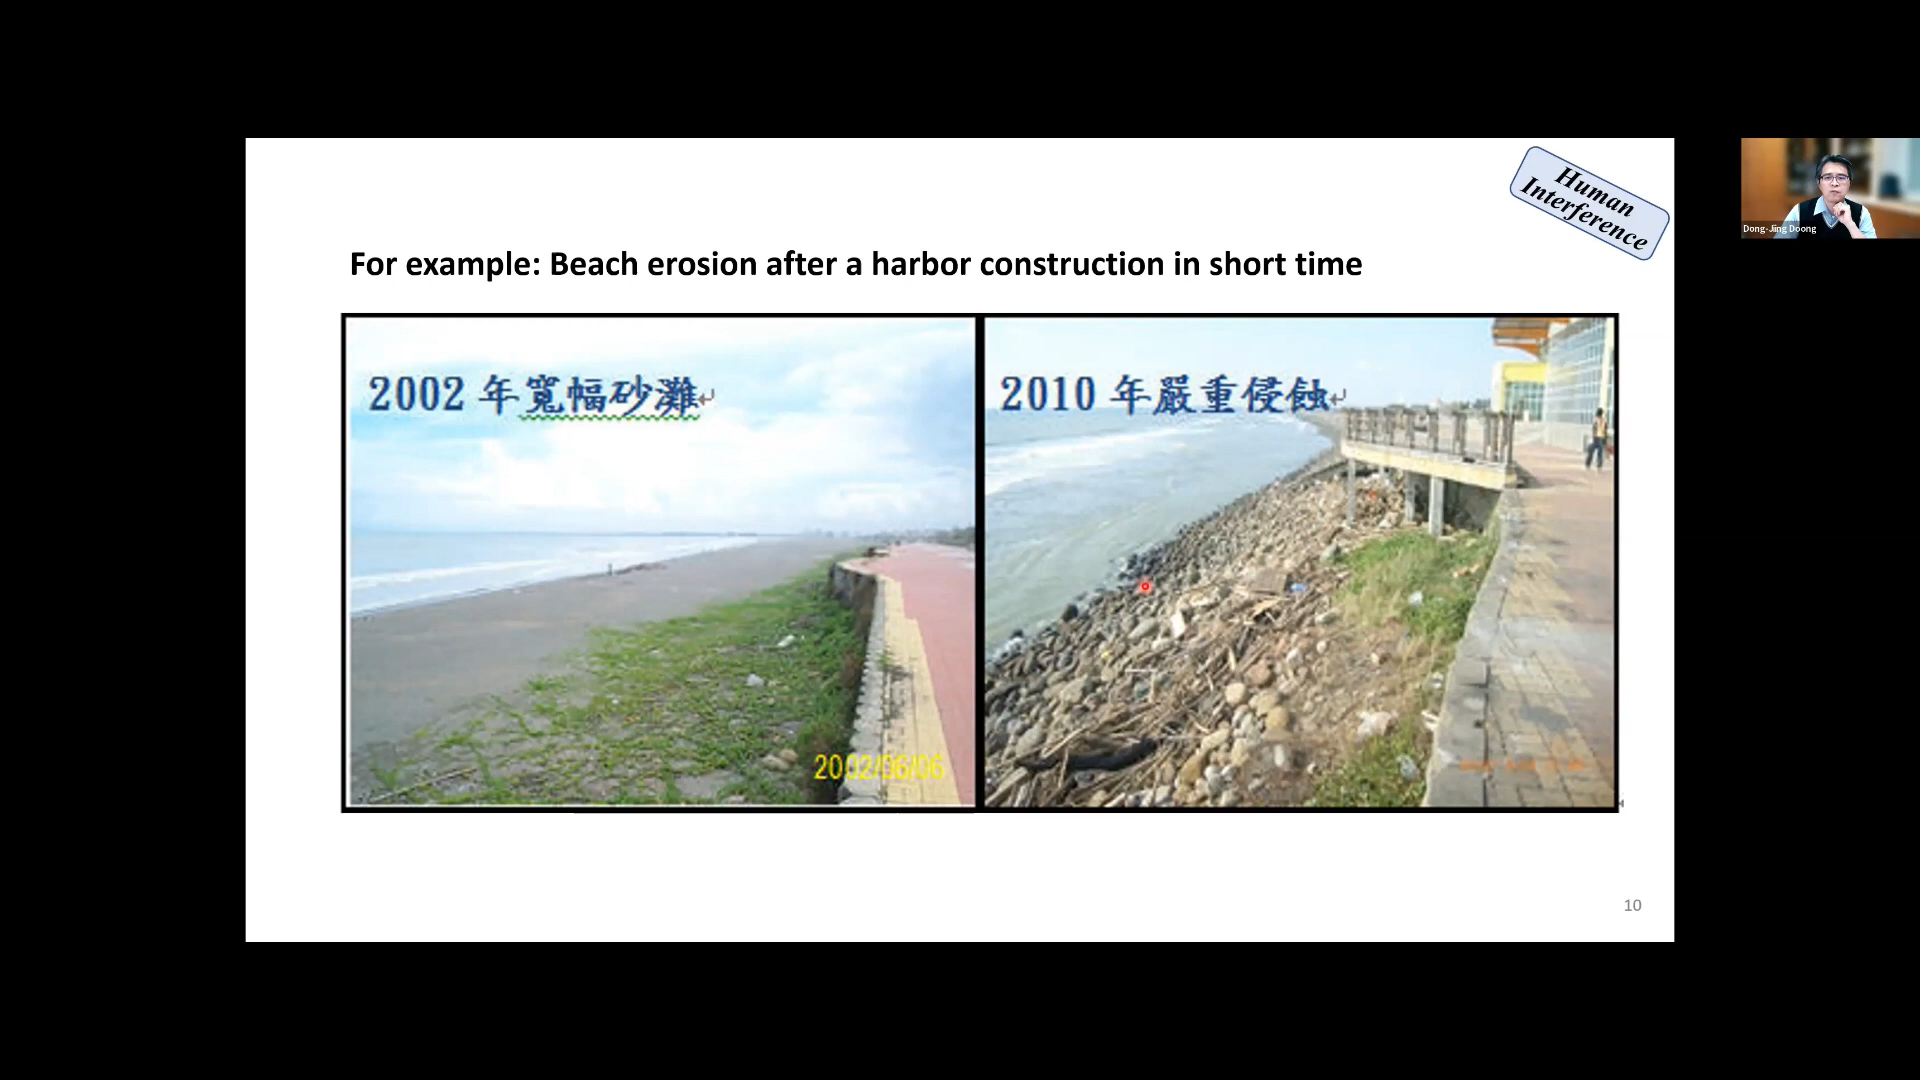 Human
Interference
Dong-Jing Doong
For example: Beach erosion after a harbor construction in short time
2002 年寬幅砂灘
2010 年嚴重侵蝕
2002/06/06
10